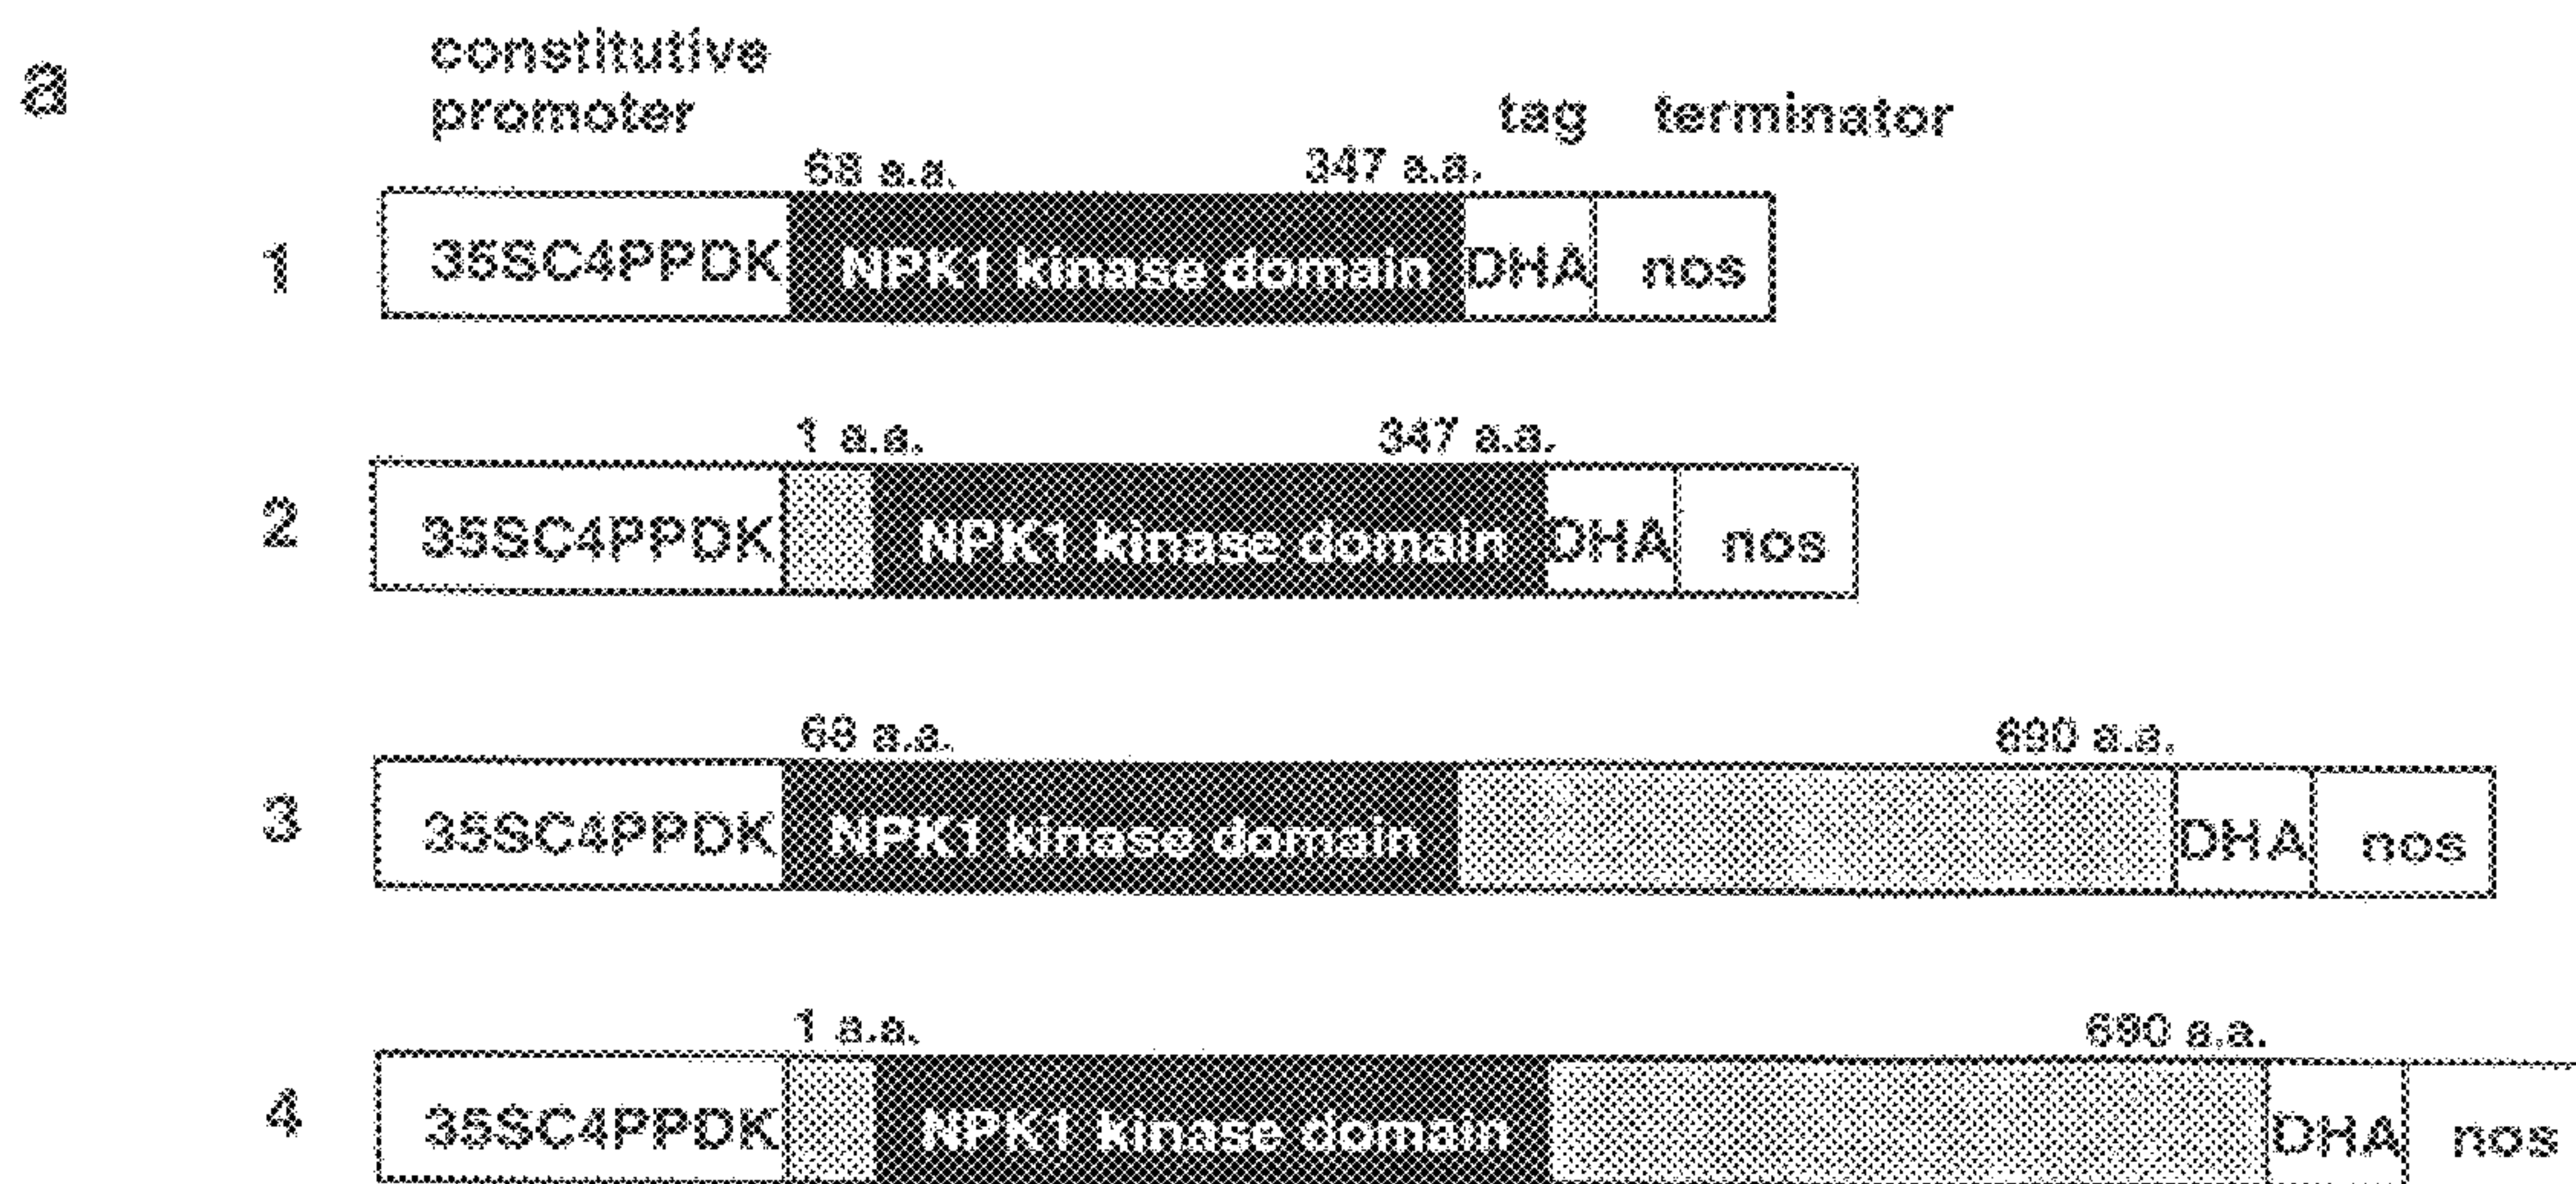 a
constitutive
promoter
tag terminator
68 a.a. 347 a.a.
1 35SC4PPDK NPK1 kinase domain DHA nos
1 a.a. 347 a.a.
2 35SC4PPDK NPK1 kinase domain DHA nos
68 a.a. 690 a.a.
3 35SC4PPDK NPK1 kinase domain DHA nos
1 a.a. 690 a.a.
4 35SC4PPDK NPK1 kinase domain DHA nos